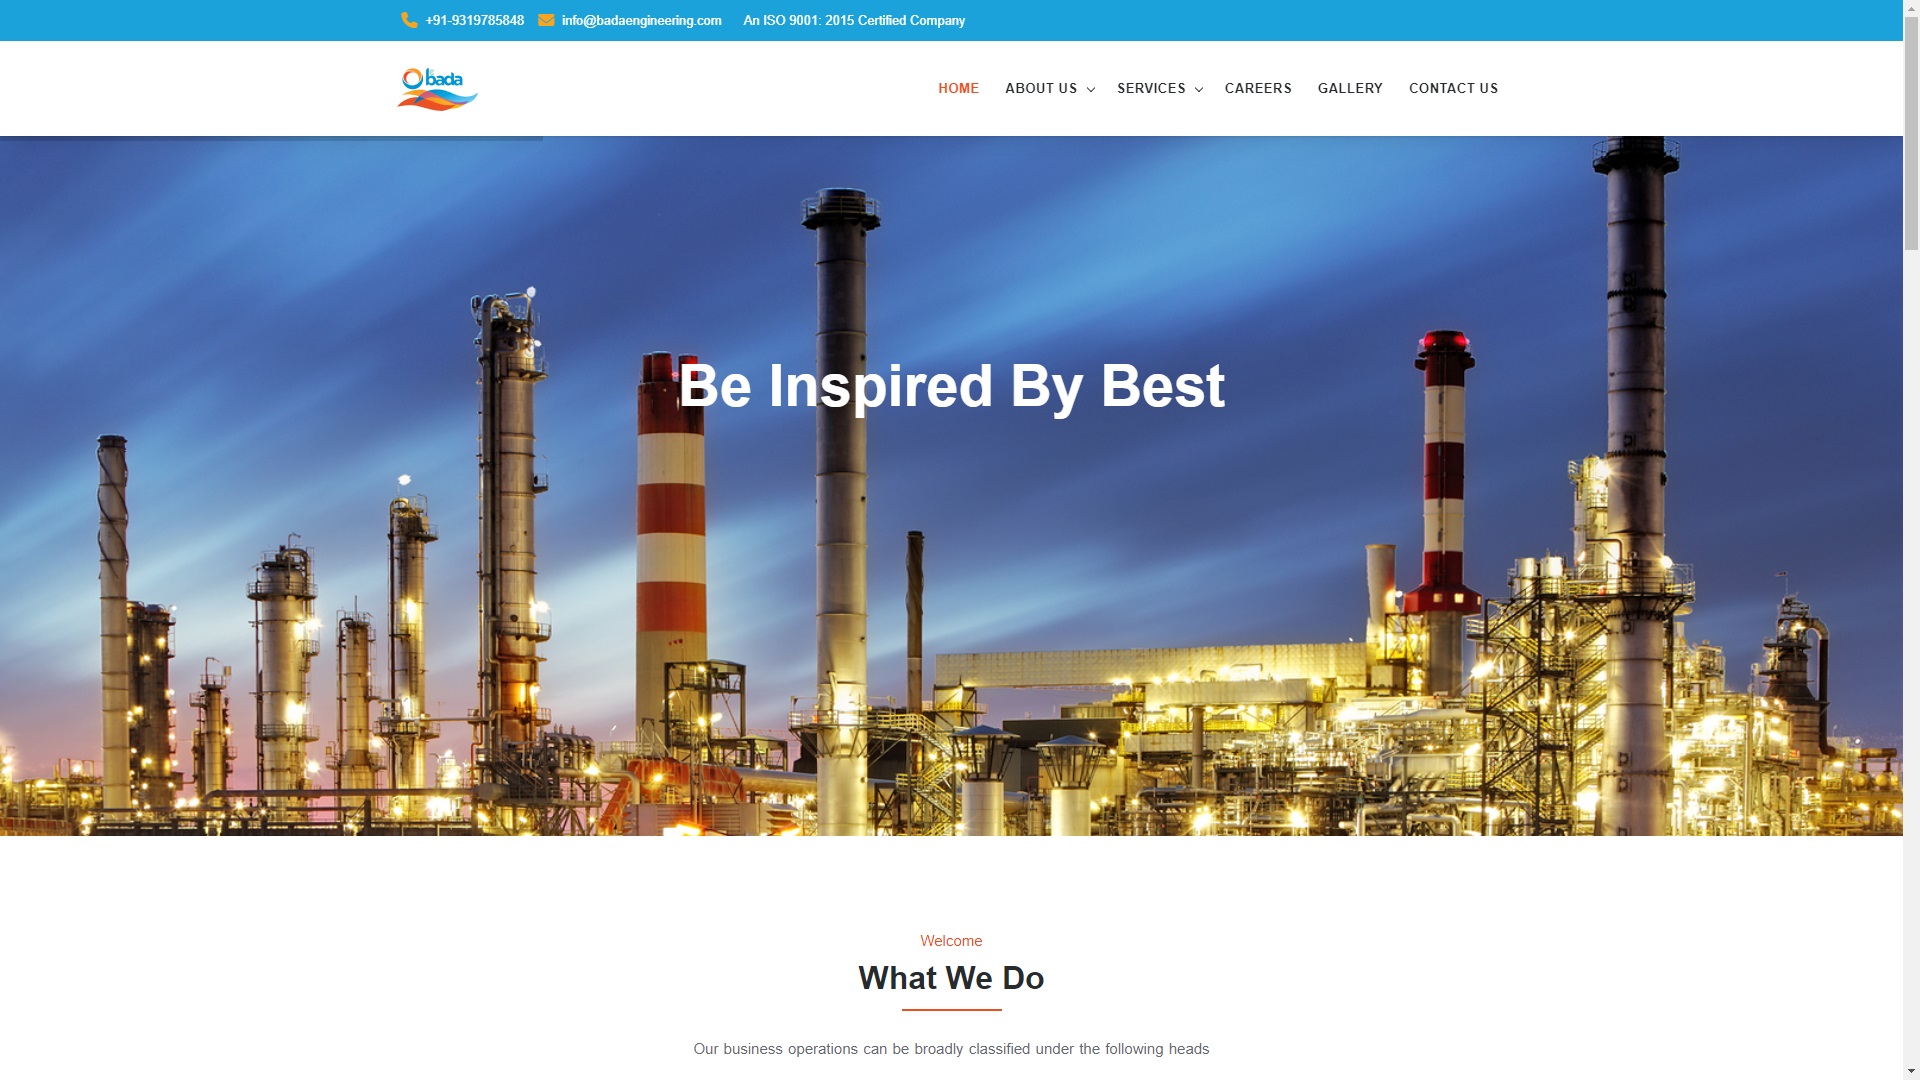 +91-9319785848 info@badaengineering.com An ISO 9001: 2015 Certified Company
bada
HOME ABOUT US SERVICES CAREERS GALLERY CONTACT US
Be Inspired By Best
Welcome
What We Do
Our business operations can be broadly classified under the following heads